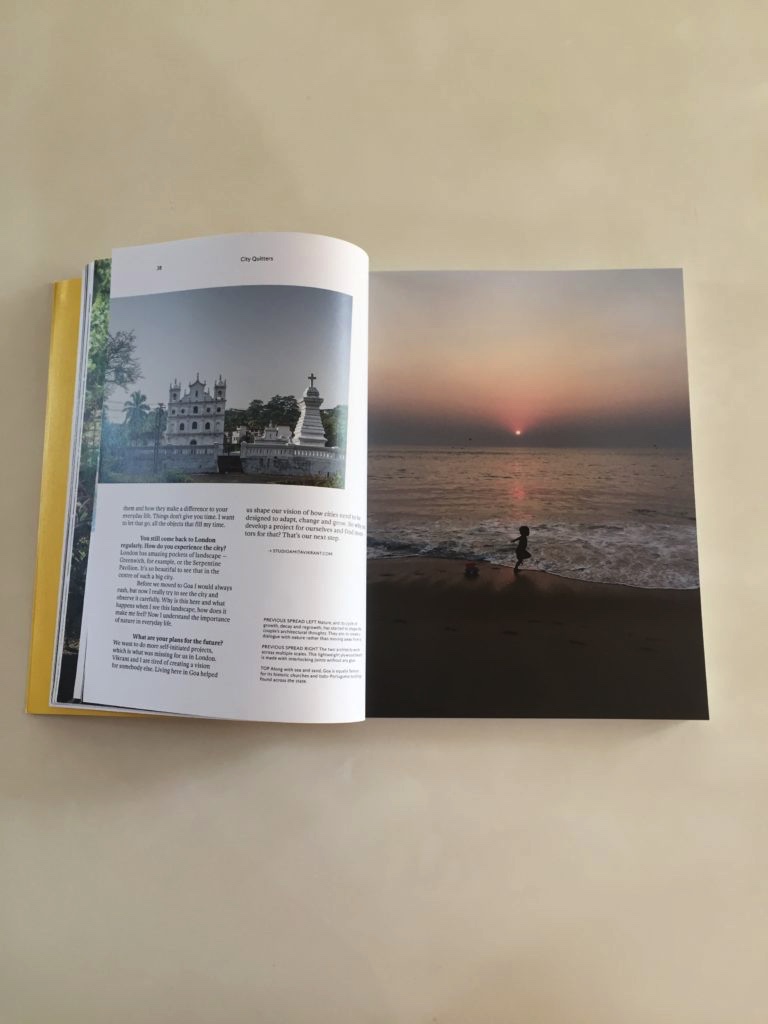 38
City Quitters
them and how they make a difference to your
everyday life. Things don't give you time. I want
to let that go, all the objects that fill my time.
You still come back to London
regularly. How do you experience the city?
London has amazing pockets of landscape –
Greenwich, for example, or the Serpentine
Pavilion. It's so beautiful to see that in the
centre of such a big city.
Before we moved to Goa I would always
rush, but now I really try to see the city and
observe it carefully. Why is this here and what
happens when I see this landscape, how does it
make me feel? Now I understand the importance
of nature in everyday life.
What are your plans for the future?
We want to do more self-initiated projects,
which is what was missing for us in London.
Vikrant and I are tired of creating a vision
for somebody else. Living here in Goa helped
us shape our vision of how cities need to be
designed to adapt, change and grow. So why
develop a project for ourselves and find
tors for that? That's our next step.
→ STUDIOAM@AVIKRANT.COM
PREVIOUS SPREAD LEFT Nature, and its cycle of
growth, decay and regrowth, has started to shape the
couple's architectural thoughts. They aim to create a
dialogue with nature rather than moving away from it.
PREVIOUS SPREAD RIGHT The two architects work
across multiple scales. This lightweight plywood
is made with interlocking joints without any glue.
TOP Along with sea and sand, Goa is equally famous
for its historic churches and Indo-Portuguese buildings
found across the state.